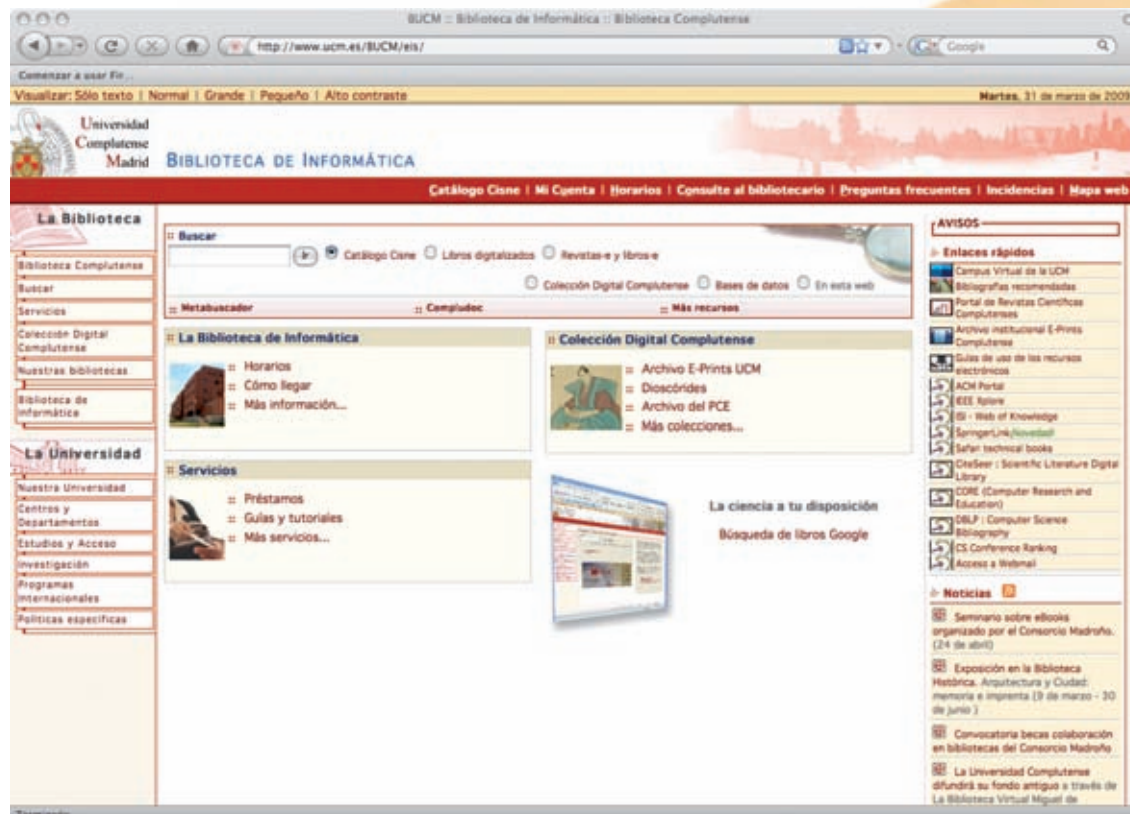 BUCM :: Biblioteca de Informática :: Biblioteca Complutense
http://www.ucm.es/BUCM/eis/
Google
Comenzar a usar Fir...
Visualizar: Sólo texto | Normal | Grande | Pequeño | Alto contraste
Martes, 31 de marzo de 2009
Universidad
Complutense
Madrid
BIBLIOTECA DE INFORMÁTICA
Catálogo Cisne | Mi Cuenta | Horarios | Consulte al bibliotecario | Preguntas frecuentes | Incidencias | Mapa web
La Biblioteca
Biblioteca Complutense
Buscar
Servicios
Colección Digital
Complutense
Nuestras bibliotecas
Biblioteca de
Informática
La Universidad
Nuestra Universidad
Centros y
Departamentos
Estudios y Acceso
Investigación
Programas
Internacionales
Políticas específicas
:: Buscar
Catálogo Cisne
Libros digitalizados
Revistas-e y libros-e
Colección Digital Complutense
Bases de datos
En esta web
:: Metabuscador
:: Compludoc
:: Más recursos
:: La Biblioteca de Informática
:: Horarios
:: Cómo llegar
:: Más información...
:: Colección Digital Complutense
:: Archivo E-Prints UCM
:: Dioscórides
:: Archivo del PCE
:: Más colecciones...
:: Servicios
:: Préstamos
:: Guías y tutoriales
:: Más servicios...
La ciencia a tu disposición
Búsqueda de libros Google
AVISOS
Enlaces rápidos
Campus Virtual de la UCM
Bibliografías recomendadas
Portal de Revistas Científicas
Complutenses
Archivo institucional E-Prints
Complutense
Guías de uso de los recursos
electrónicos
ACM Portal
IEEE Xplore
ISI - Web of Knowledge
SpringerLink ¡Novedad!
Safari technical books
CiteSeer : Scientific Literature Digital
Library
CORE (Computer Research and
Education)
DBLP : Computer Science
Bibliography
CS Conference Ranking
Acceso a Webmail
Noticias
Seminario sobre eBooks
organizado por el Consorcio Madroño.
(24 de abril)
Exposición en la Biblioteca
Histórica. Arquitectura y Ciudad:
memoria e imprenta (9 de marzo - 30
de junio )
Convocatoria becas colaboración
en bibliotecas del Consorcio Madroño
La Universidad Complutense
difundirá su fondo antiguo a través de
La Biblioteca Virtual Miguel de